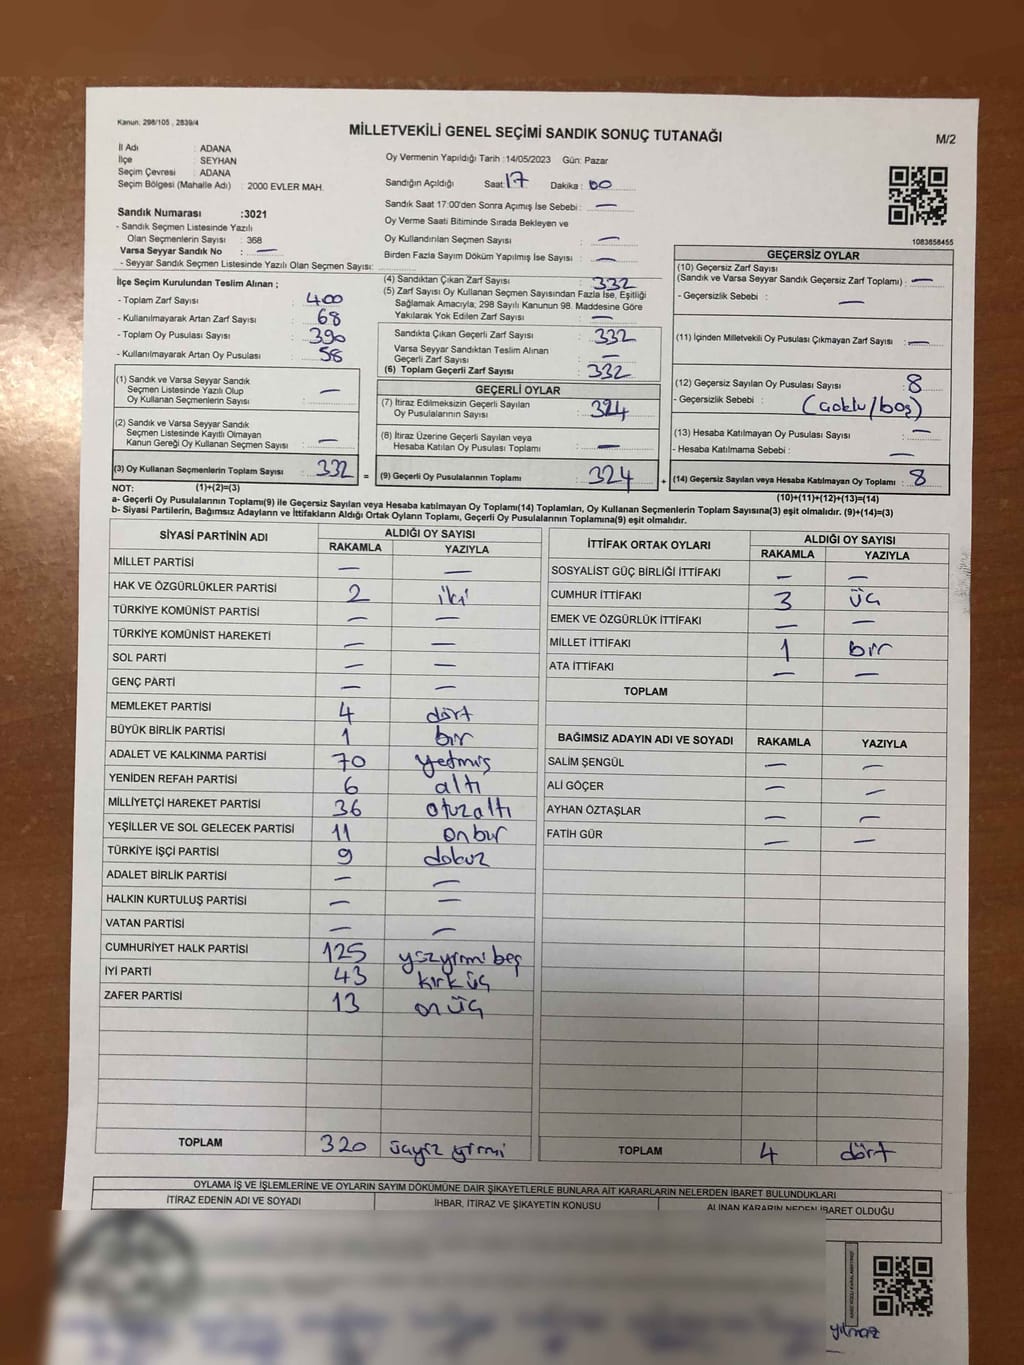 Kanun: 298/105 , 2839/4
MİLLETVEKİLİ GENEL SEÇİMİ SANDIK SONUÇ TUTANAĞI
M/2
İl Adı : ADANA
İlçe : SEYHAN
Seçim Çevresi : ADANA
Seçim Bölgesi (Mahalle Adı) : 2000 EVLER MAH.
Sandık Numarası :3021
- Sandık Seçmen Listesinde Yazılı
Olan Seçmenlerin Sayısı : 368
Varsa Seyyar Sandık No : —
- Seyyar Sandık Seçmen Listesinde Yazılı Olan Seçmen Sayısı:
Oy Vermenin Yapıldığı Tarih :14/05/2023 Gün: Pazar
Sandığın Açıldığı Saat: 17 Dakika : 00
Sandık Saat 17:00'den Sonra Açımış İse Sebebi : —
Oy Verme Saati Bitiminde Sırada Bekleyen ve
Oy Kullandırılan Seçmen Sayısı : —
Birden Fazla Sayım Döküm Yapılmış İse Sayısı : —
1083858455
İlçe Seçim Kurulundan Teslim Alınan ;
- Toplam Zarf Sayısı : 400
- Kullanılmayarak Artan Zarf Sayısı : 68
- Toplam Oy Pusulası Sayısı : 390
- Kullanılmayarak Artan Oy Pusulası : 58
(1) Sandık ve Varsa Seyyar Sandık
Seçmen Listesinde Yazılı Olup
Oy Kullanan Seçmenlerin Sayısı : —
(2) Sandık ve Varsa Seyyar Sandık
Seçmen Listesinde Kayıtlı Olmayan
Kanun Gereği Oy Kullanan Seçmen Sayısı : —
(3) Oy Kullanan Seçmenlerin Toplam Sayısı : 332 =
(4) Sandıktan Çıkan Zarf Sayısı : 332
(5) Zarf Sayısı Oy Kullanan Seçmen Sayısından Fazla İse, Eşitliği
Sağlamak Amacıyla; 298 Sayılı Kanunun 98. Maddesine Göre
Yakılarak Yok Edilen Zarf Sayısı : —
Sandıkta Çıkan Geçerli Zarf Sayısı : 332
Varsa Seyyar Sandıktan Teslim Alınan
Geçerli Zarf Sayısı : —
(6) Toplam Geçerli Zarf Sayısı : 332
GEÇERLİ OYLAR
(7) İtiraz Edilmeksizin Geçerli Sayılan
Oy Pusulalarının Sayısı : 324
(8) İtiraz Üzerine Geçerli Sayılan veya
Hesaba Katılan Oy Pusulası Toplamı : —
(9) Geçerli Oy Pusulalarının Toplamı : 324 +
GEÇERSİZ OYLAR
(10) Geçersiz Zarf Sayısı
(Sandık ve Varsa Seyyar Sandık Geçersiz Zarf Toplamı) : —
- Geçersizlik Sebebi : —
(11) İçinden Milletvekili Oy Pusulası Çıkmayan Zarf Sayısı : —
(12) Geçersiz Sayılan Oy Pusulası Sayısı : 8
- Geçersizlik Sebebi : (Çoklu/boş)
(13) Hesaba Katılmayan Oy Pusulası Sayısı : —
- Hesaba Katılmama Sebebi : —
(14) Geçersiz Sayılan veya Hesaba Katılmayan Oy Toplamı : 8
NOT: (1)+(2)=(3)
(10)+(11)+(12)+(13)=(14)
a- Geçerli Oy Pusulalarının Toplamı(9) ile Geçersiz Sayılan veya Hesaba katılmayan Oy Toplamı(14) Toplamları, Oy Kullanan Seçmenlerin Toplam Sayısına(3) eşit olmalıdır. (9)+(14)=(3)
b- Siyasi Partilerin, Bağımsız Adayların ve İttifakların Aldığı Ortak Oyların Toplamı, Geçerli Oy Pusulalarının Toplamına(9) eşit olmalıdır.
SİYASİ PARTİNİN ADI ALDIĞI OY SAYISI
RAKAMLA YAZIYLA
MİLLET PARTİSİ — —
HAK VE ÖZGÜRLÜKLER PARTİSİ 2 iki
TÜRKİYE KOMÜNİST PARTİSİ — —
TÜRKİYE KOMÜNİST HAREKETİ — —
SOL PARTİ — —
GENÇ PARTİ — —
MEMLEKET PARTİSİ 4 dört
BÜYÜK BİRLİK PARTİSİ 1 bir
ADALET VE KALKINMA PARTİSİ 70 yetmiş
YENİDEN REFAH PARTİSİ 6 altı
MİLLİYETÇİ HAREKET PARTİSİ 36 otuzaltı
YEŞİLLER VE SOL GELECEK PARTİSİ 11 onbir
TÜRKİYE İŞÇİ PARTİSİ 9 dokuz
ADALET BİRLİK PARTİSİ — —
HALKIN KURTULUŞ PARTİSİ — —
VATAN PARTİSİ — —
CUMHURİYET HALK PARTİSİ 125 yüzyirmi beş
İYİ PARTİ 43 kırk üç
ZAFER PARTİSİ 13 on üç
TOPLAM 320 üçyüz yirmi
İTTİFAK ORTAK OYLARI ALDIĞI OY SAYISI
RAKAMLA YAZIYLA
SOSYALİST GÜÇ BİRLİĞİ İTTİFAKI — —
CUMHUR İTTİFAKI 3 üç
EMEK VE ÖZGÜRLÜK İTTİFAKI — —
MİLLET İTTİFAKI 1 bir
ATA İTTİFAKI — —
TOPLAM
BAĞIMSIZ ADAYIN ADI VE SOYADI RAKAMLA YAZIYLA
SALİM ŞENGÜL — —
ALİ GÖÇER — —
AYHAN ÖZTAŞLAR — —
FATİH GÜR — —
TOPLAM 4 dört
OYLAMA İŞ VE İŞLEMLERİNE VE OYLARIN SAYIM DÖKÜMÜNE DAİR ŞİKAYETLERLE BUNLARA AİT KARARLARIN NELERDEN İBARET BULUNDUKLARI
İTİRAZ EDENİN ADI VE SOYADI İHBAR, İTİRAZ VE ŞİKAYETİN KONUSU ALINAN KARARIN NEDEN İBARET OLDUĞU
yılmaz